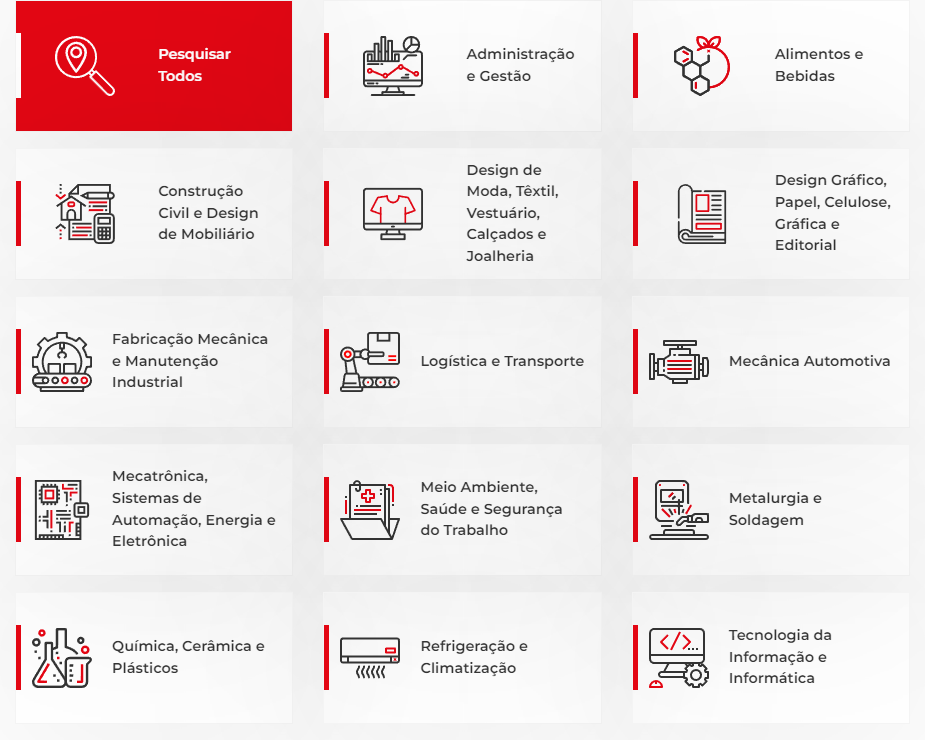 Pesquisar
Todos
Administração
e Gestão
Alimentos e
Bebidas
Construção
Civil e Design
de Mobiliário
Design de
Moda, Têxtil,
Vestuário,
Calçados e
Joalheria
Design Gráfico,
Papel, Celulose,
Gráfica e
Editorial
Fabricação Mecânica
e Manutenção
Industrial
Logística e Transporte
Mecânica Automotiva
Mecatrônica,
Sistemas de
Automação, Energia e
Eletrônica
Meio Ambiente,
Saúde e Segurança
do Trabalho
Metalurgia e
Soldagem
Química, Cerâmica e
Plásticos
Refrigeração e
Climatização
Tecnologia da
Informação e
Informática